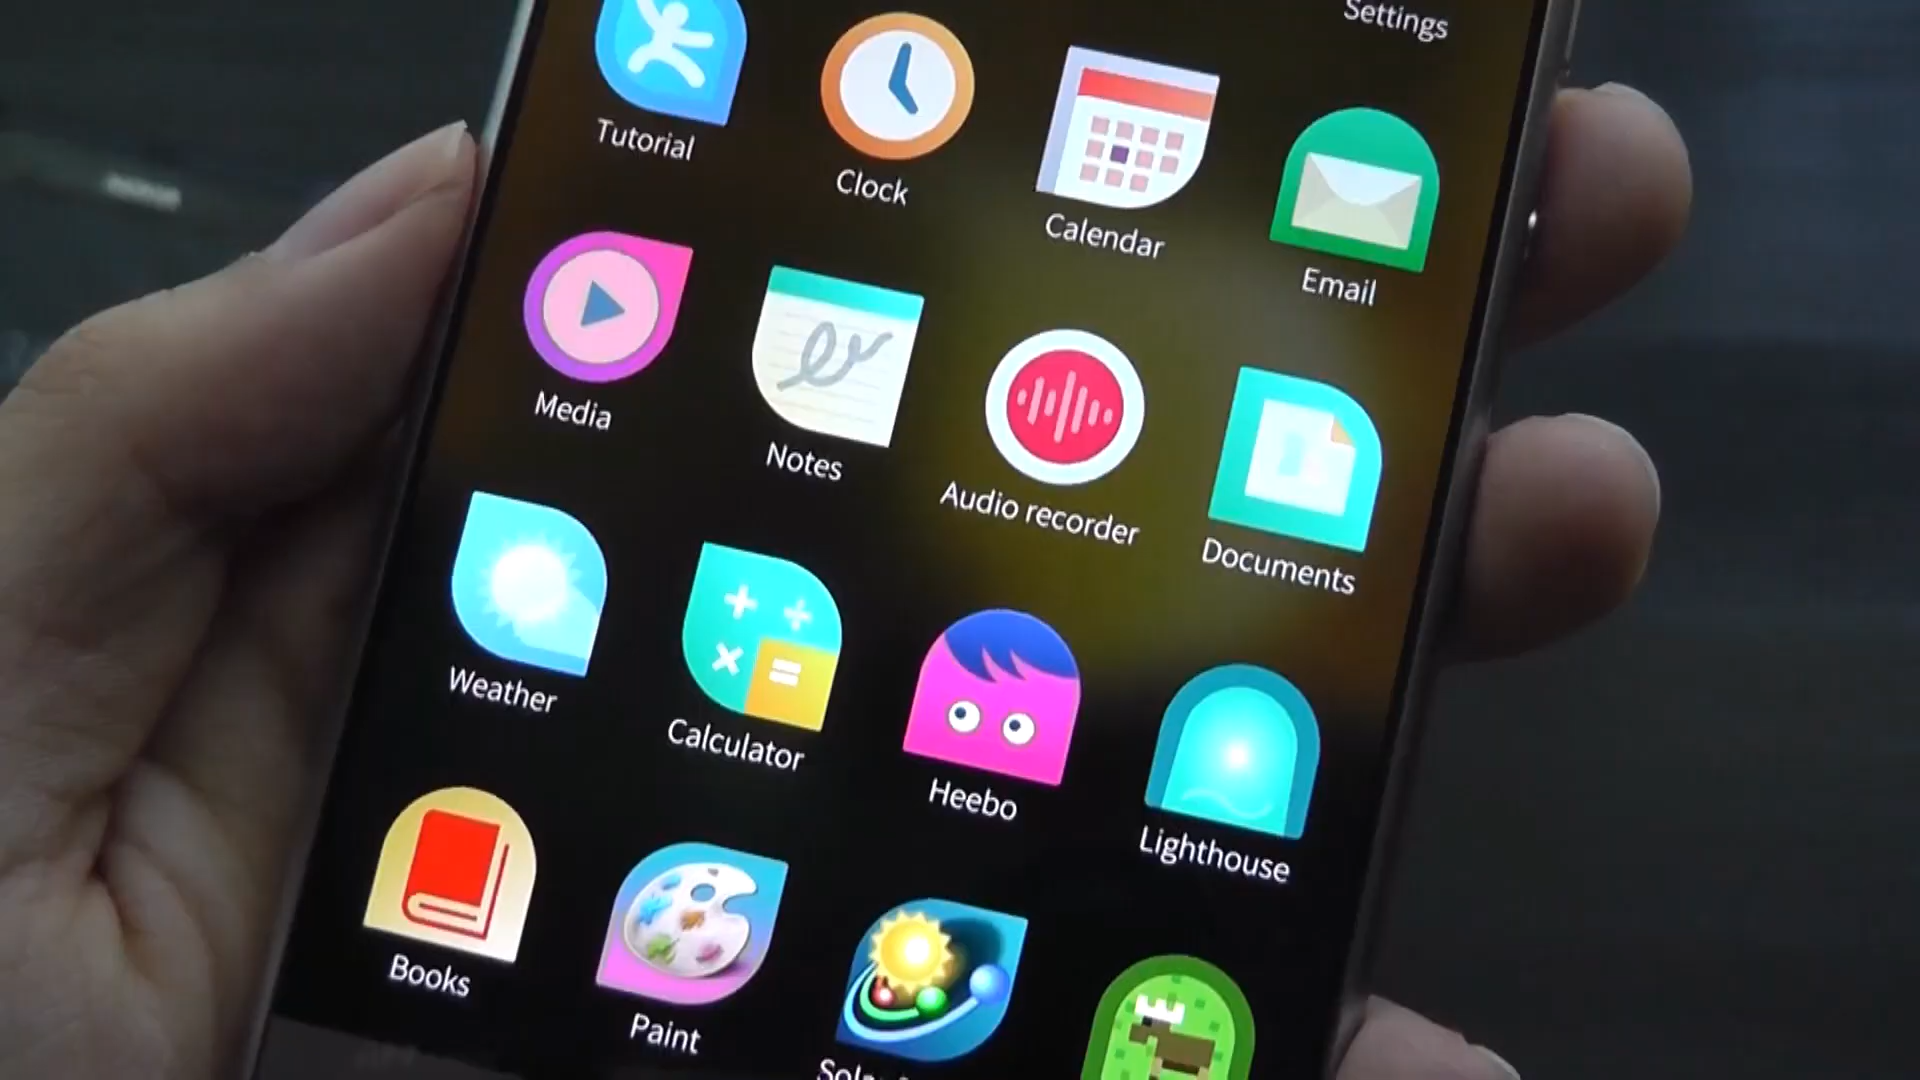 Settings
Tutorial
Clock
Calendar
Email
Media
Notes
Audio recorder
Documents
Weather
Calculator
Heebo
Lighthouse
Books
Paint